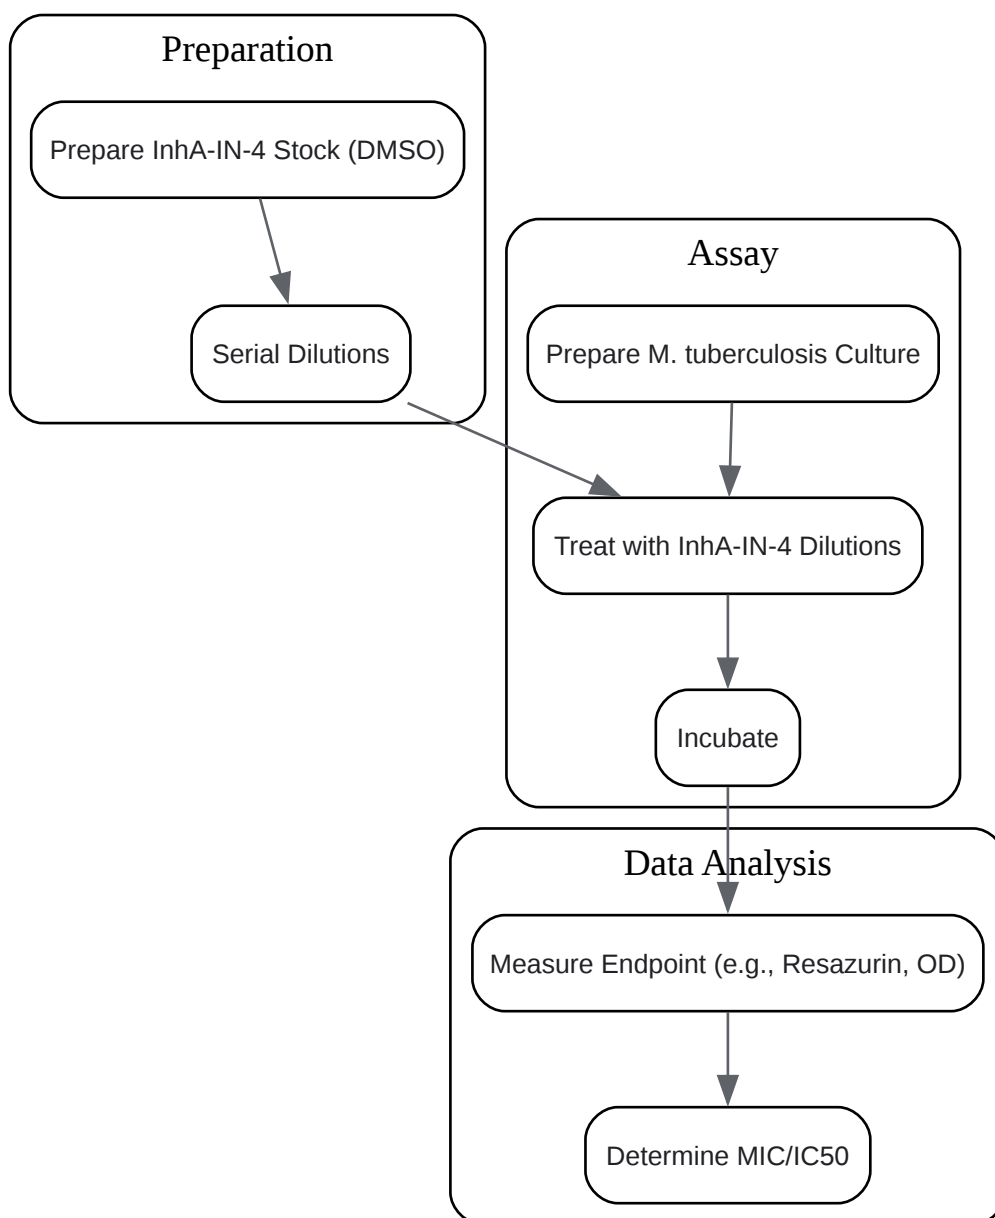 Preparation
Prepare InhA-IN-4 Stock (DMSO)
Serial Dilutions
Assay
Prepare M. tuberculosis Culture
Treat with InhA-IN-4 Dilutions
Incubate
Data Analysis
Measure Endpoint (e.g., Resazurin, OD)
Determine MIC/IC50